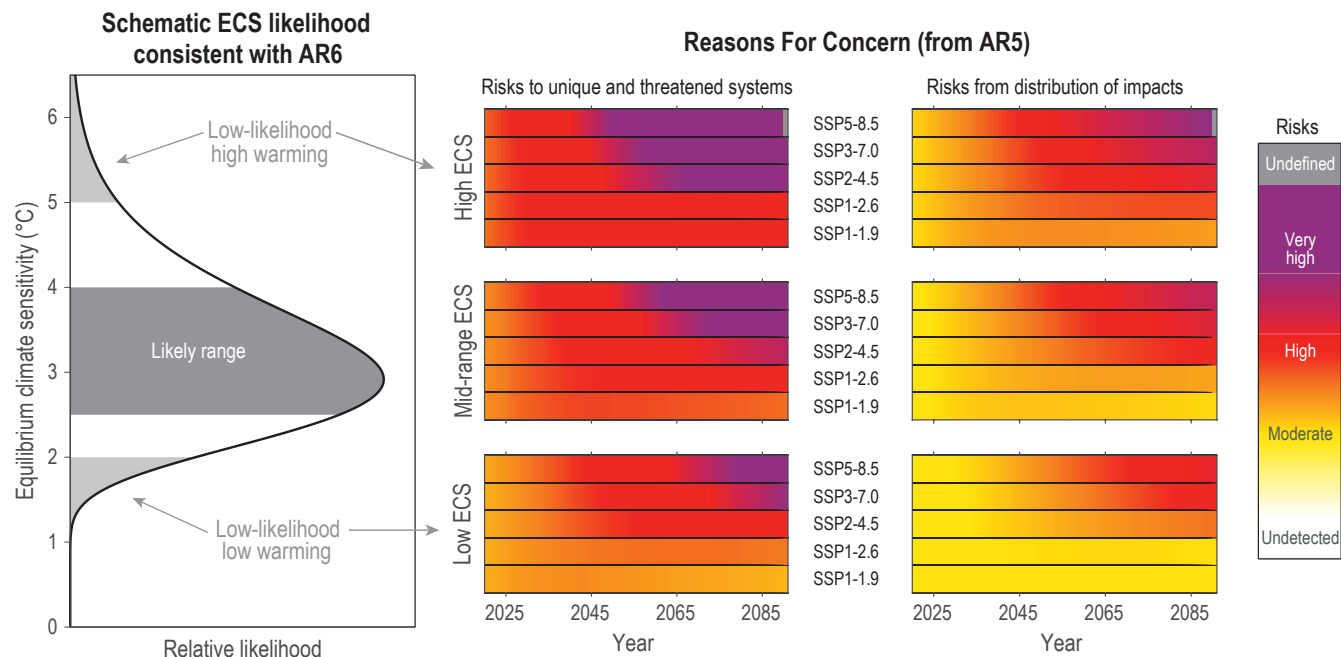 Schematic ECS likelihood
consistent with AR6
Equilibrium climate sensitivity (°C)
6
5
4
3
2
1
0
Low-likelihood
high warming
Likely range
Low-likelihood
low warming
Relative likelihood
Reasons For Concern (from AR5)
Risks to unique and threatened systems
Risks from distribution of impacts
High ECS
SSP5-8.5
SSP3-7.0
SSP2-4.5
SSP1-2.6
SSP1-1.9
Mid-range ECS
SSP5-8.5
SSP3-7.0
SSP2-4.5
SSP1-2.6
SSP1-1.9
Low ECS
SSP5-8.5
SSP3-7.0
SSP2-4.5
SSP1-2.6
SSP1-1.9
2025 2045 2065 2085
Year
2025 2045 2065 2085
Year
Risks
Undefined
Very
high
High
Moderate
Undetected